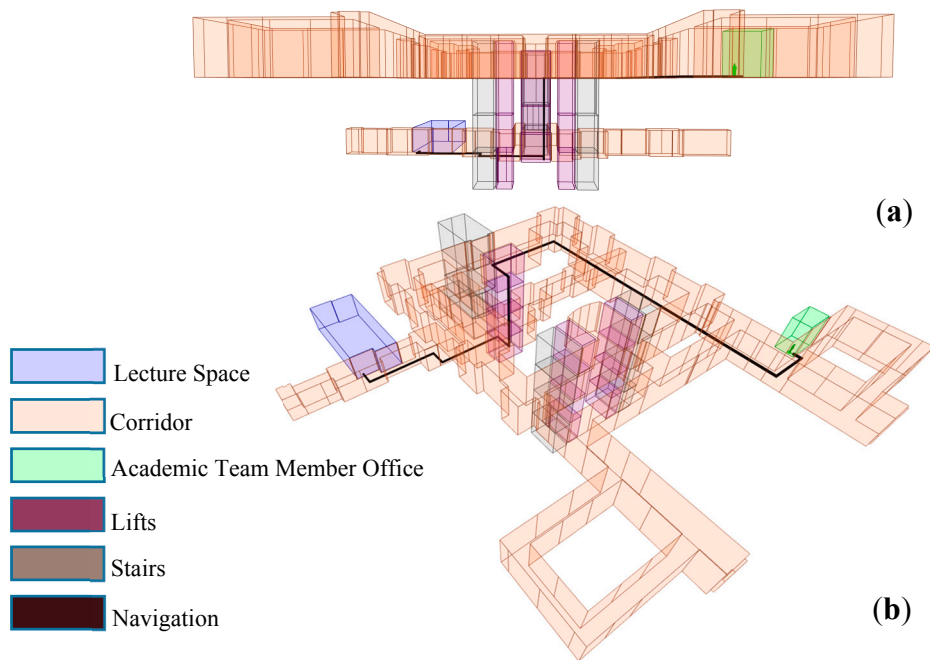 (a)
Lecture Space
Corridor
Academic Team Member Office
Lifts
Stairs
Navigation
(b)